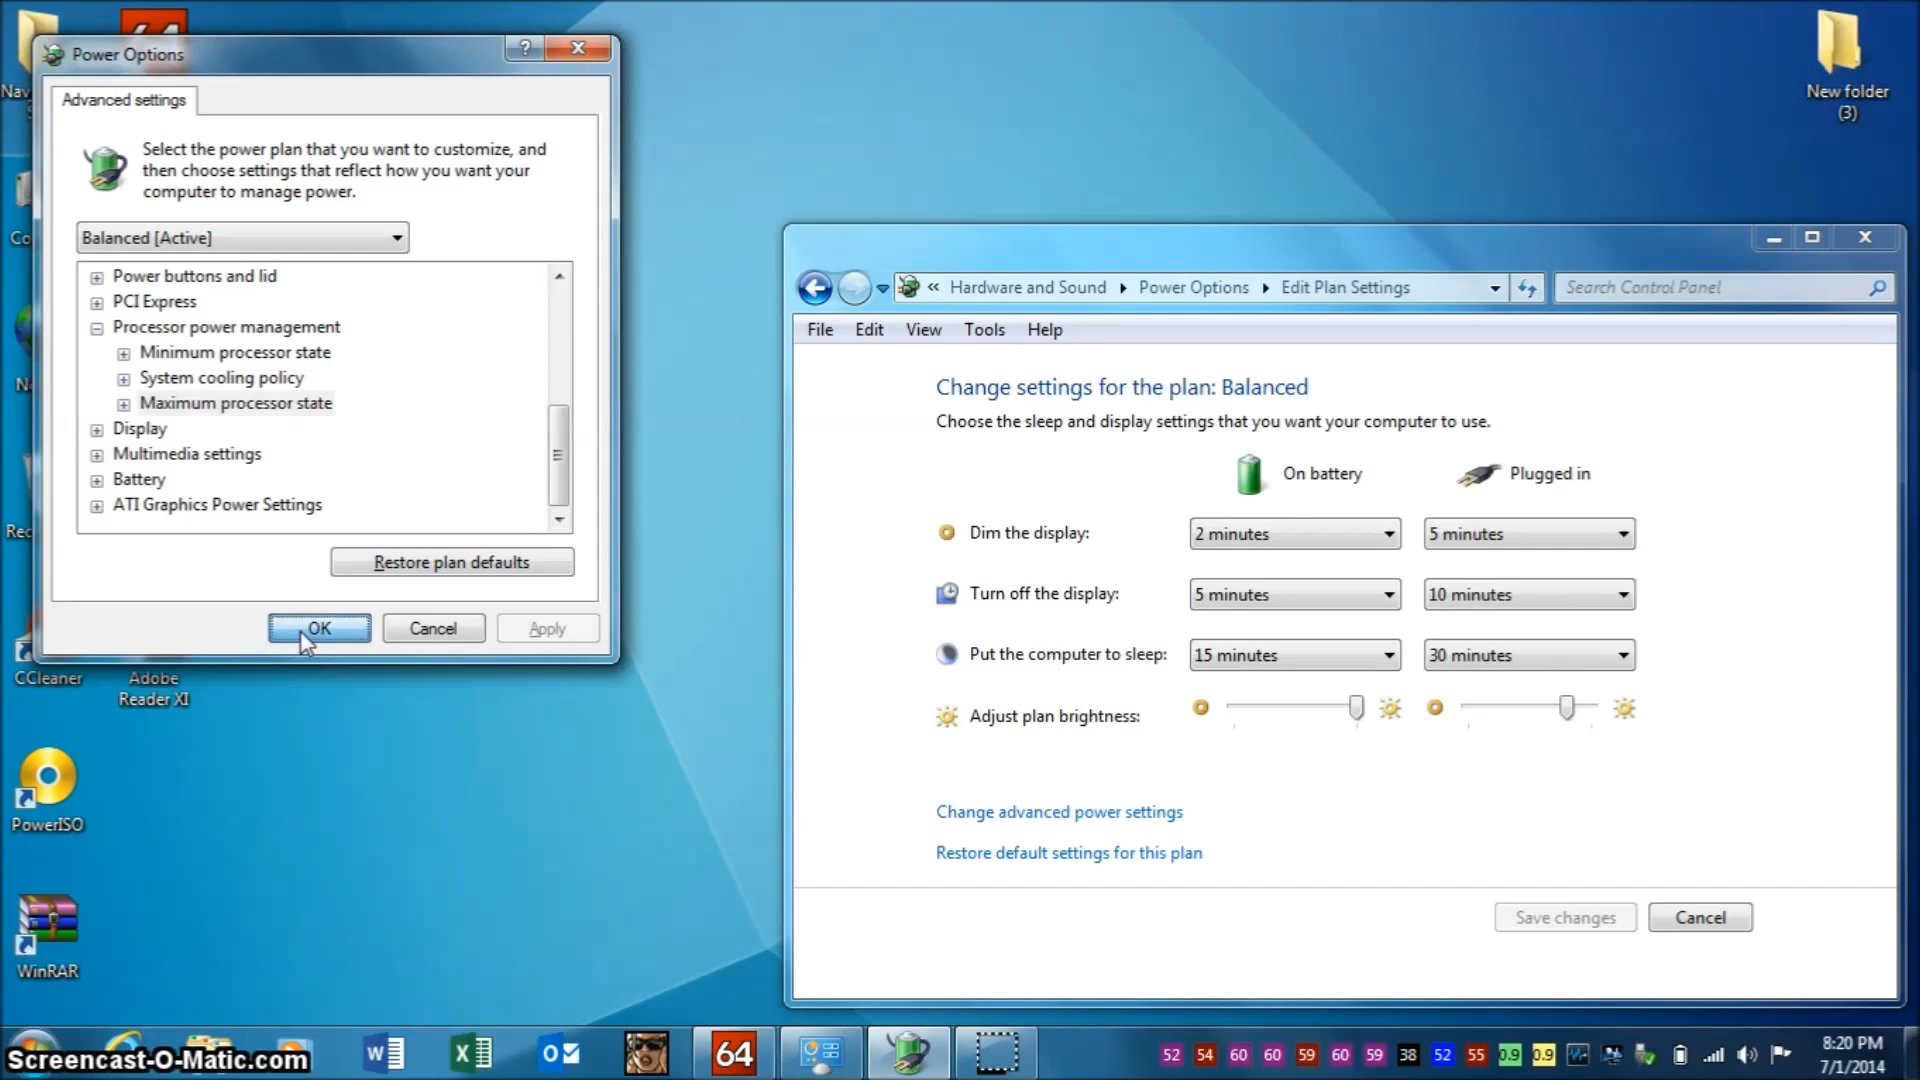 64
Power Options
?
Advanced settings
Select the power plan that you want to customize, and
then choose settings that reflect how you want your
computer to manage power.
Balanced [Active]
Power buttons and lid
PCI Express
Processor power management
Minimum processor state
System cooling policy
Maximum processor state
Display
Multimedia settings
Battery
ATI Graphics Power Settings
Restore plan defaults
OK
Cancel
Apply
New folder
(3)
Nav
Co
Rec
CCleaner
Adobe
Reader XI
PowerISO
WinRAR
« Hardware and Sound
Power Options
Edit Plan Settings
Search Control Panel
File
Edit
View
Tools
Help
Change settings for the plan: Balanced
Choose the sleep and display settings that you want your computer to use.
On battery
Plugged in
Dim the display:
2 minutes
5 minutes
Turn off the display:
5 minutes
10 minutes
Put the computer to sleep:
15 minutes
30 minutes
Adjust plan brightness:
Change advanced power settings
Restore default settings for this plan
Save changes
Cancel
Screencast-O-Matic.com
64
52 54 60 60 59 60 59 38 52 55 0.9 0.9
8:20 PM
7/1/2014